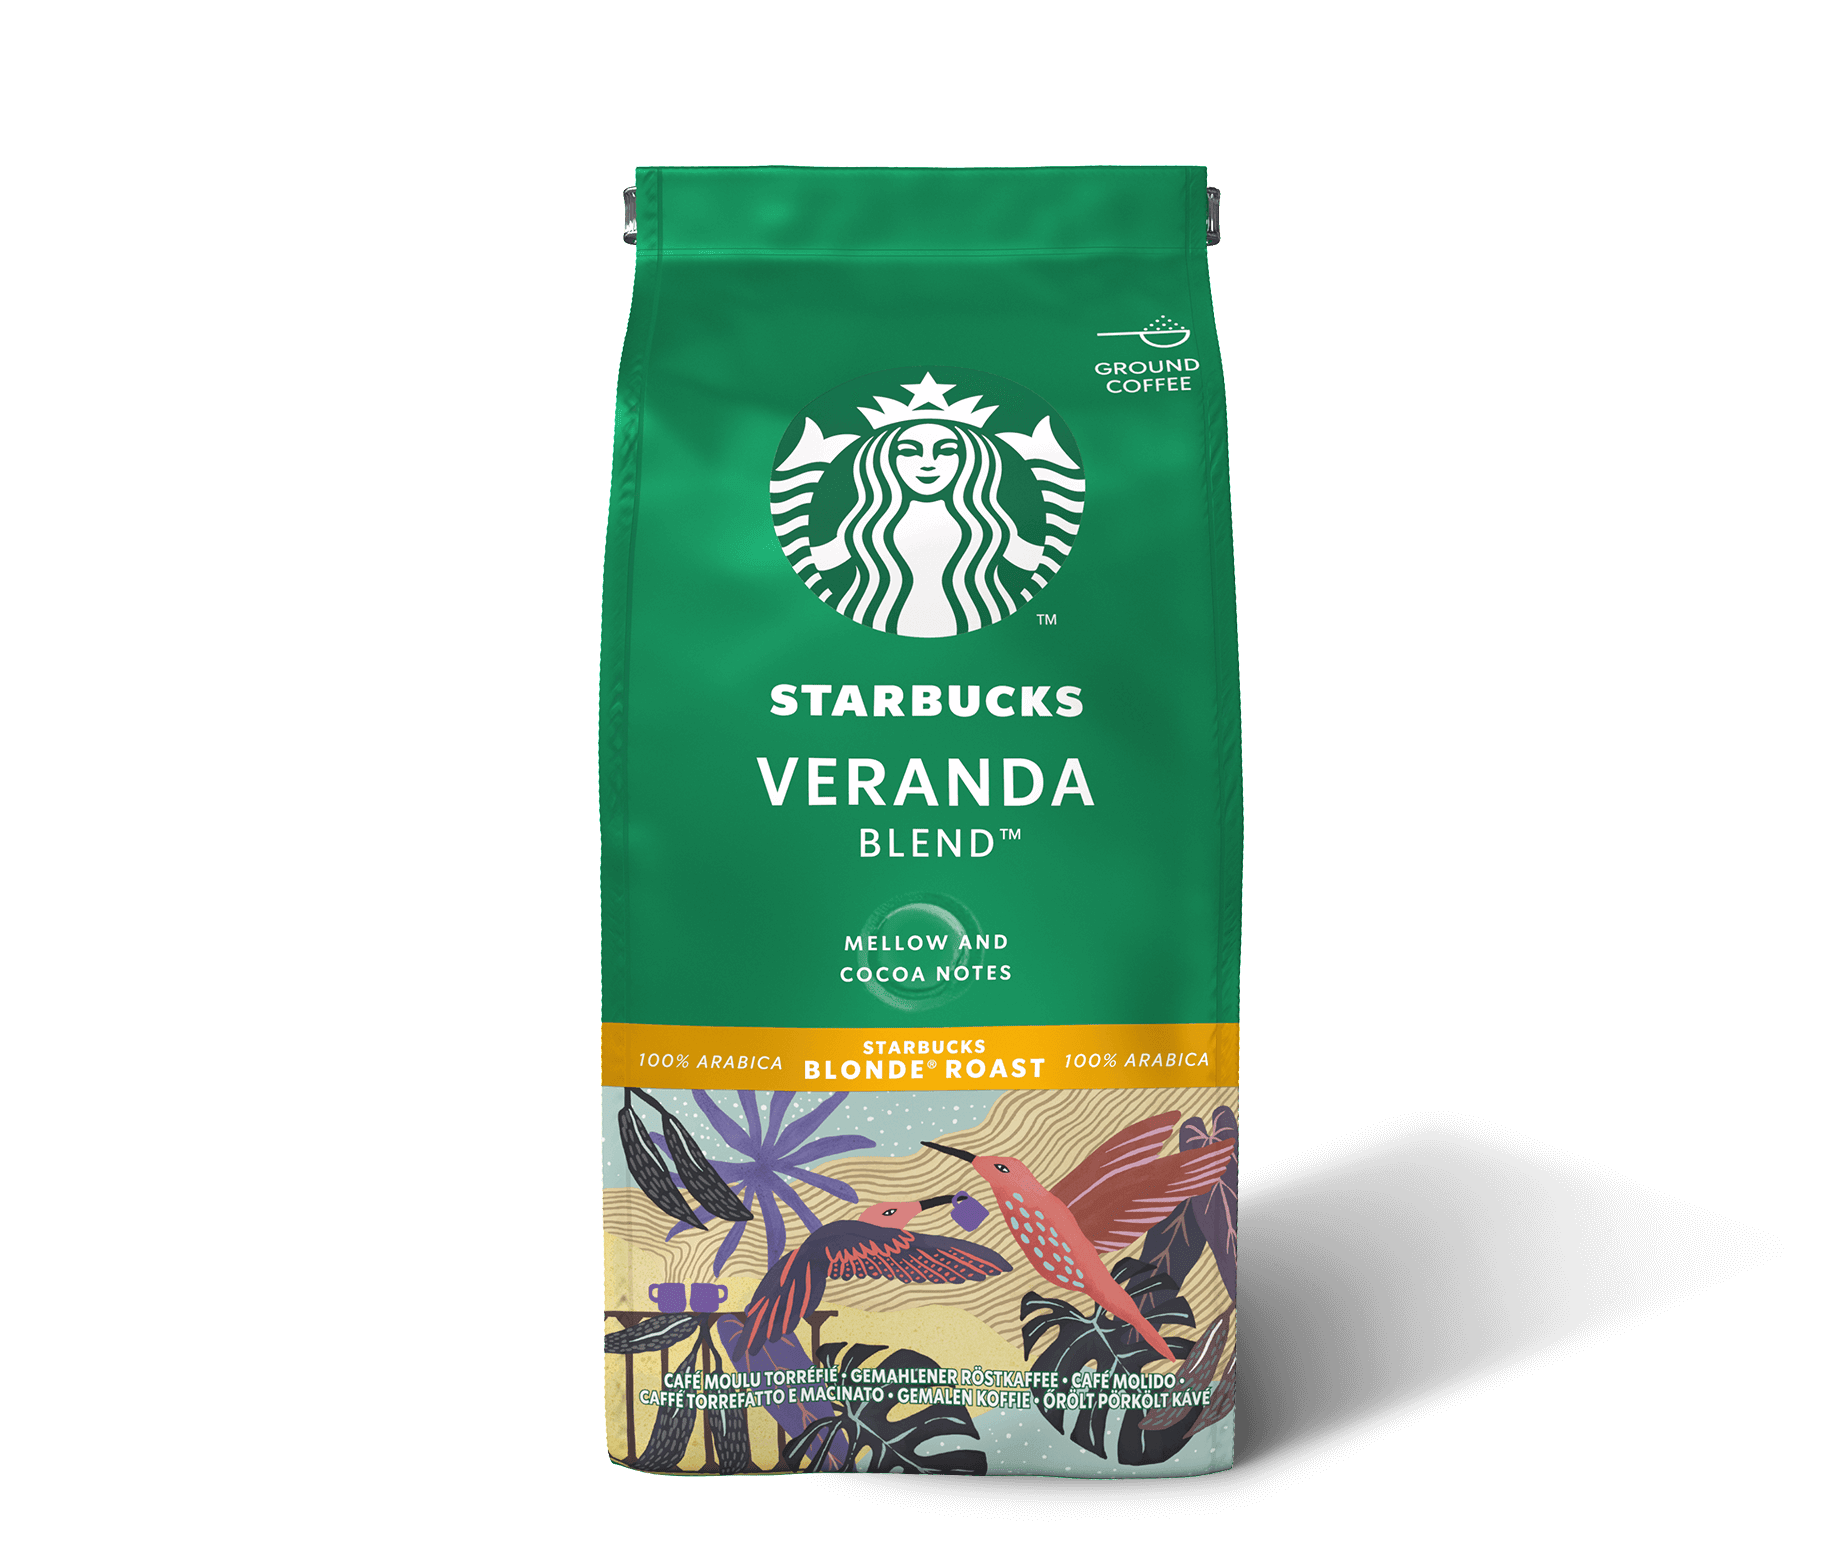 GROUND
COFFEE
TM
STARBUCKS
VERANDA
BLEND™
MELLOW AND
COCOA NOTES
100% ARABICA
STARBUCKS
BLONDE® ROAST
100% ARABICA
CAFÉ MOULU TORRÉFIÉ • GEMAHLENER RÖSTKAFFEE • CAFÉ MOLIDO •
CAFFÈ TORREFATTO E MACINATO • GEMALEN KOFFIE • ŐRÖLT PÖRKÖLT KÁVÉ